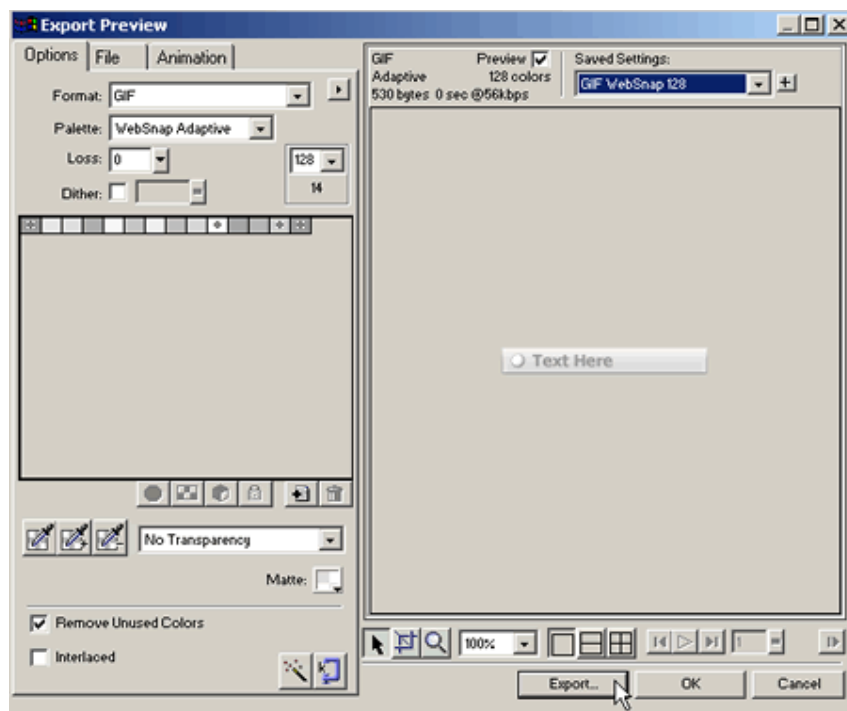 Export Preview
Options File Animation
Format: GIF
Palette: WebSnap Adaptive
Loss: 0
128
Dither:
14
No Transparency
Matte:
Remove Unused Colors
Interlaced
GIF Preview
Adaptive 128 colors
530 bytes 0 sec @56kbps
Saved Settings:
GIF WebSnap 128
Text Here
100%
1
Export... OK Cancel